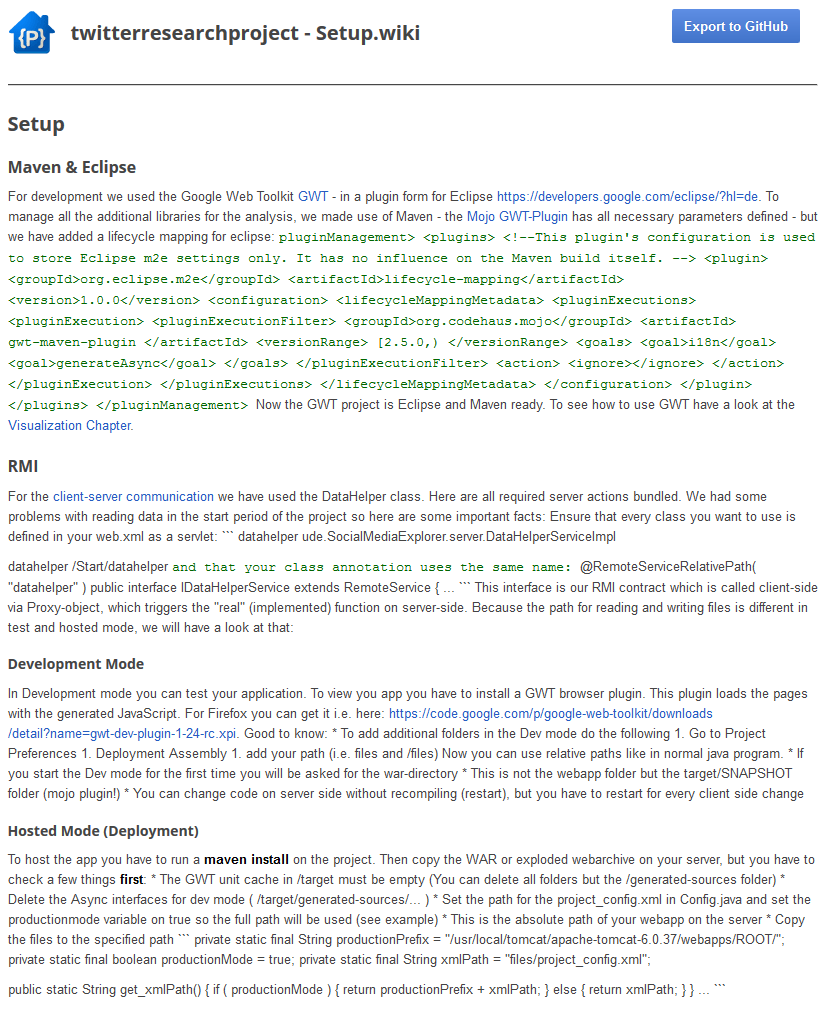 {P}
twitterresearchproject - Setup.wiki
Export to GitHub
Setup
Maven & Eclipse
For development we used the Google Web Toolkit GWT - in a plugin form for Eclipse https://developers.google.com/eclipse/?hl=de. To
manage all the additional libraries for the analysis, we made use of Maven - the Mojo GWT-Plugin has all necessary parameters defined - but
we have added a lifecycle mapping for eclipse: pluginManagement> <plugins> <!--This plugin's configuration is used
to store Eclipse m2e settings only. It has no influence on the Maven build itself. --> <plugin>
<groupId>org.eclipse.m2e</groupId> <artifactId>lifecycle-mapping</artifactId>
<version>1.0.0</version> <configuration> <lifecycleMappingMetadata> <pluginExecutions>
<pluginExecution> <pluginExecutionFilter> <groupId>org.codehaus.mojo</groupId> <artifactId>
gwt-maven-plugin </artifactId> <versionRange> [2.5.0,) </versionRange> <goals> <goal>i18n</goal>
<goal>generateAsync</goal> </goals> </pluginExecutionFilter> <action> <ignore></ignore> </action>
</pluginExecution> </pluginExecutions> </lifecycleMappingMetadata> </configuration> </plugin>
</plugins> </pluginManagement> Now the GWT project is Eclipse and Maven ready. To see how to use GWT have a look at the
Visualization Chapter.
RMI
For the client-server communication we have used the DataHelper class. Here are all required server actions bundled. We had some
problems with reading data in the start period of the project so here are some important facts: Ensure that every class you want to use is
defined in your web.xml as a servlet: ``` datahelper ude.SocialMediaExplorer.server.DataHelperServiceImpl
datahelper /Start/datahelper and that your class annotation uses the same name: @RemoteServiceRelativePath(
"datahelper" ) public interface IDataHelperService extends RemoteService { ... ``` This interface is our RMI contract which is called client-side
via Proxy-object, which triggers the "real" (implemented) function on server-side. Because the path for reading and writing files is different in
test and hosted mode, we will have a look at that:
Development Mode
In Development mode you can test your application. To view you app you have to install a GWT browser plugin. This plugin loads the pages
with the generated JavaScript. For Firefox you can get it i.e. here: https://code.google.com/p/google-web-toolkit/downloads
/detail?name=gwt-dev-plugin-1-24-rc.xpi. Good to know: * To add additional folders in the Dev mode do the following 1. Go to Project
Preferences 1. Deployment Assembly 1. add your path (i.e. files and /files) Now you can use relative paths like in normal java program. * If
you start the Dev mode for the first time you will be asked for the war-directory * This is not the webapp folder but the target/SNAPSHOT
folder (mojo plugin!) * You can change code on server side without recompiling (restart), but you have to restart for every client side change
Hosted Mode (Deployment)
To host the app you have to run a maven install on the project. Then copy the WAR or exploded webarchive on your server, but you have to
check a few things first: * The GWT unit cache in /target must be empty (You can delete all folders but the /generated-sources folder) *
Delete the Async interfaces for dev mode ( /target/generated-sources/... ) * Set the path for the project_config.xml in Config.java and set the
productionmode variable on true so the full path will be used (see example) * This is the absolute path of your webapp on the server * Copy
the files to the specified path ``` private static final String productionPrefix = "/usr/local/tomcat/apache-tomcat-6.0.37/webapps/ROOT/";
private static final boolean productionMode = true; private static final String xmlPath = "files/project_config.xml";
public static String get_xmlPath() { if ( productionMode ) { return productionPrefix + xmlPath; } else { return xmlPath; } } ... ```